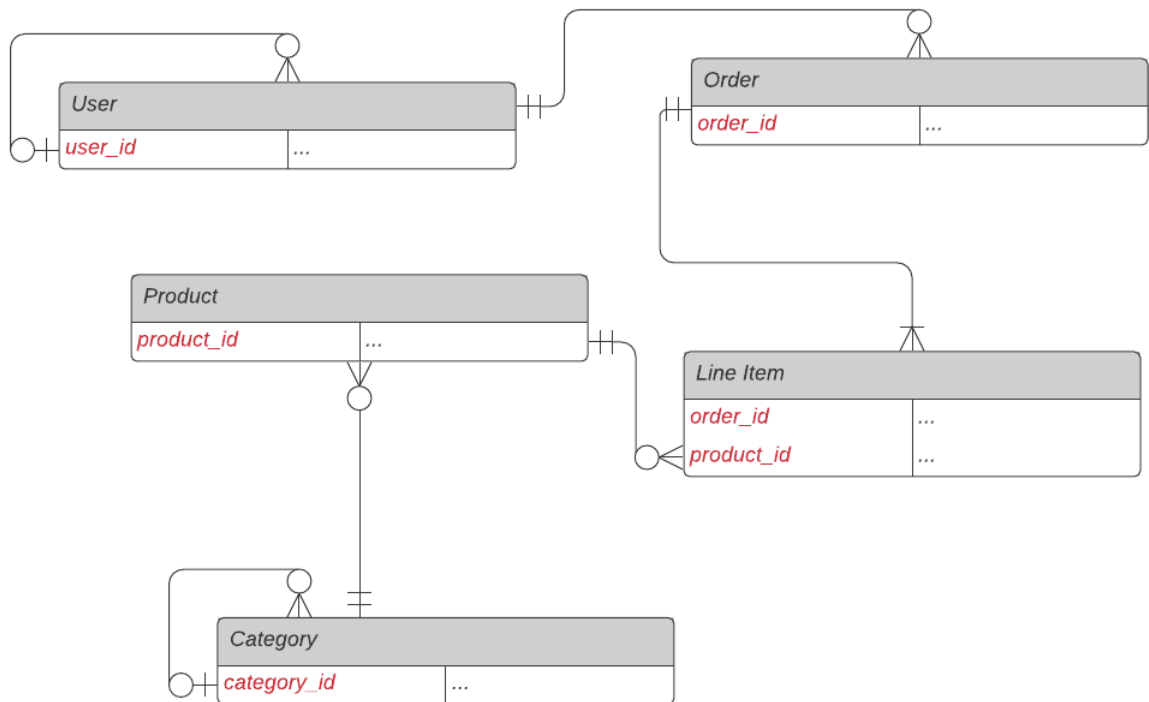 User
user_id ...
Order
order_id ...
Product
product_id ...
Line Item
order_id ...
product_id ...
Category
category_id ...